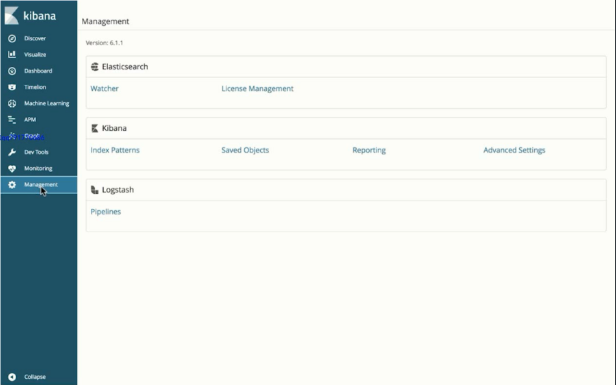 kibana
Management
Version: 6.1.1
Discover
Visualize
Dashboard
Timelion
Machine Learning
APM
Graph
Dev Tools
Monitoring
Management
Collapse
Elasticsearch
Watcher License Management
Kibana
Index Patterns Saved Objects Reporting Advanced Settings
Logstash
Pipelines